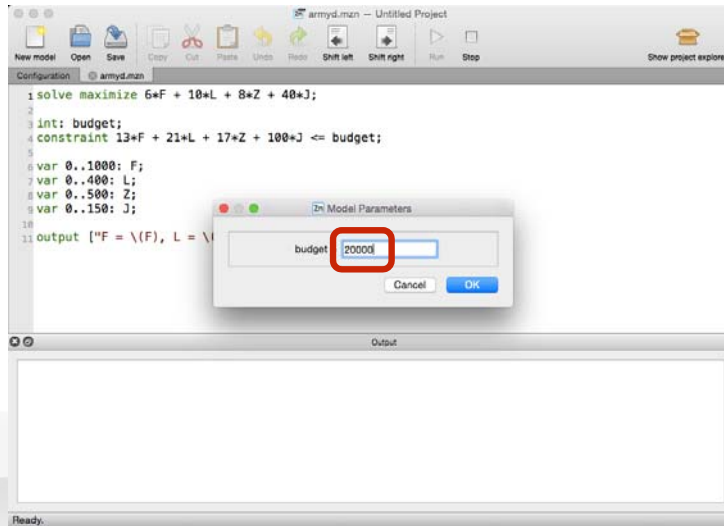 armyd.mzn — Untitled Project
New model Open Save Copy Cut Paste Undo Redo Shift left Shift right Run Stop Show project explore
Configuration armyd.mzn
1 solve maximize 6*F + 10*L + 8*Z + 40*J;
2
3 int: budget;
4 constraint 13*F + 21*L + 17*Z + 100*J <= budget;
5
6 var 0..1000: F;
7 var 0..400: L;
8 var 0..500: Z;
9 var 0..150: J;
10
11 output ["F = \(F), L = \(
Zn Model Parameters
budget 20000
Cancel OK
Output
Ready.